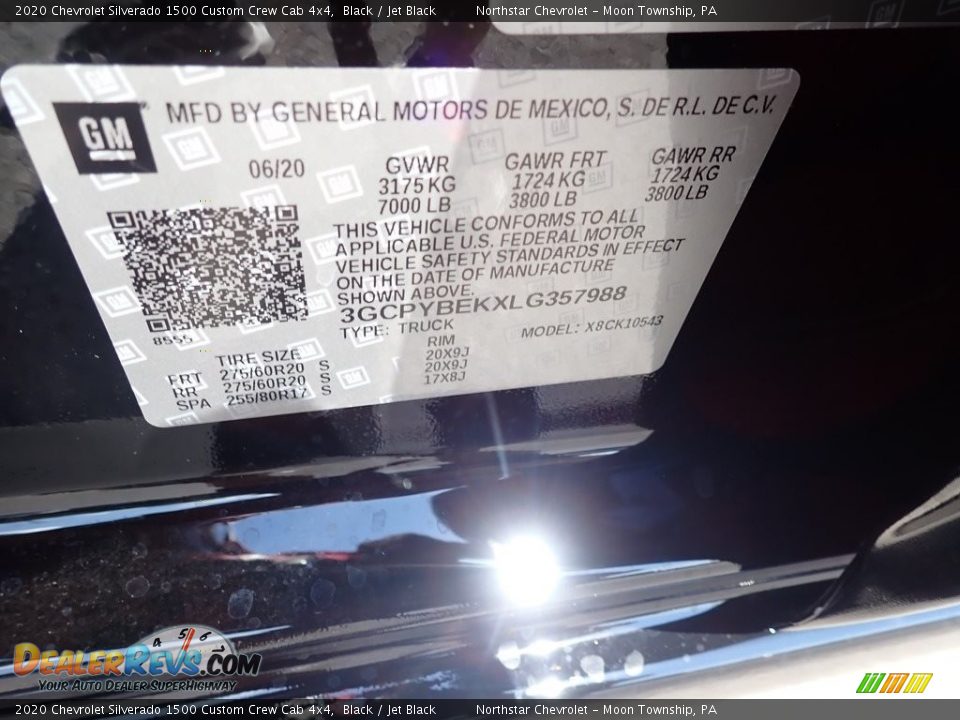 2020 Chevrolet Silverado 1500 Custom Crew Cab 4x4, Black / Jet Black Northstar Chevrolet – Moon Township, PA
GM
MFD BY GENERAL MOTORS DE MEXICO, S. DE R.L. DE C.V.
06/20 GVWR GAWR FRT GAWR RR
3175 KG 1724 KG 1724 KG
7000 LB 3800 LB 3800 LB
THIS VEHICLE CONFORMS TO ALL
APPLICABLE U.S. FEDERAL MOTOR
VEHICLE SAFETY STANDARDS IN EFFECT
ON THE DATE OF MANUFACTURE
SHOWN ABOVE.
3GCPYBEKXLG357988
8555
TYPE: TRUCK MODEL: X8CK10543
TIRE SIZE RIM
FRT 275/60R20 S 20X9J
RR 275/60R20 S 20X9J
SPA 255/80R17 S 17X8J
4 5 6
DEALERREVS.COM
YOUR AUTO DEALER SUPERHIGHWAY
2020 Chevrolet Silverado 1500 Custom Crew Cab 4x4, Black / Jet Black Northstar Chevrolet – Moon Township, PA